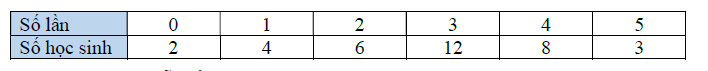 Số lần 0 1 2 3 4 5
Số học sinh 2 4 6 12 8 3